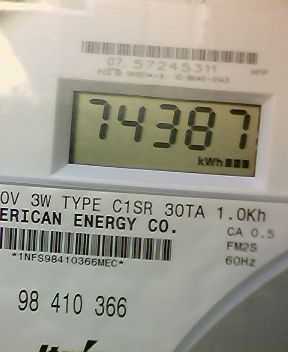 07 57245311
74387
kWh
0V 3W TYPE C1SR 30TA 1.0Kh
ERICAN ENERGY CO.
CA 0.5
FM2S
*1NFS98410366MEC*
60Hz
98 410 366